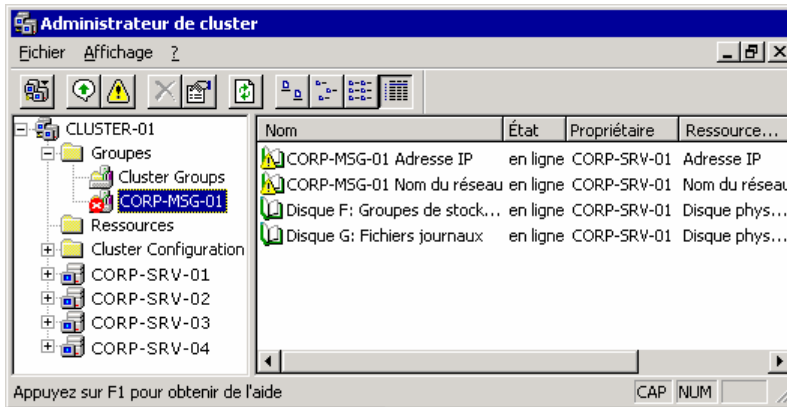 Administrateur de cluster
Fichier Affichage ?
CLUSTER-01
Groupes
Cluster Groups
CORP-MSG-01
Ressources
Cluster Configuration
CORP-SRV-01
CORP-SRV-02
CORP-SRV-03
CORP-SRV-04
Nom État Propriétaire Ressource...
CORP-MSG-01 Adresse IP en ligne CORP-SRV-01 Adresse IP
CORP-MSG-01 Nom du réseau en ligne CORP-SRV-01 Nom du réseau
Disque F: Groupes de stock... en ligne CORP-SRV-01 Disque phys...
Disque G: Fichiers journaux en ligne CORP-SRV-01 Disque phys...
Appuyez sur F1 pour obtenir de l'aide
CAP NUM